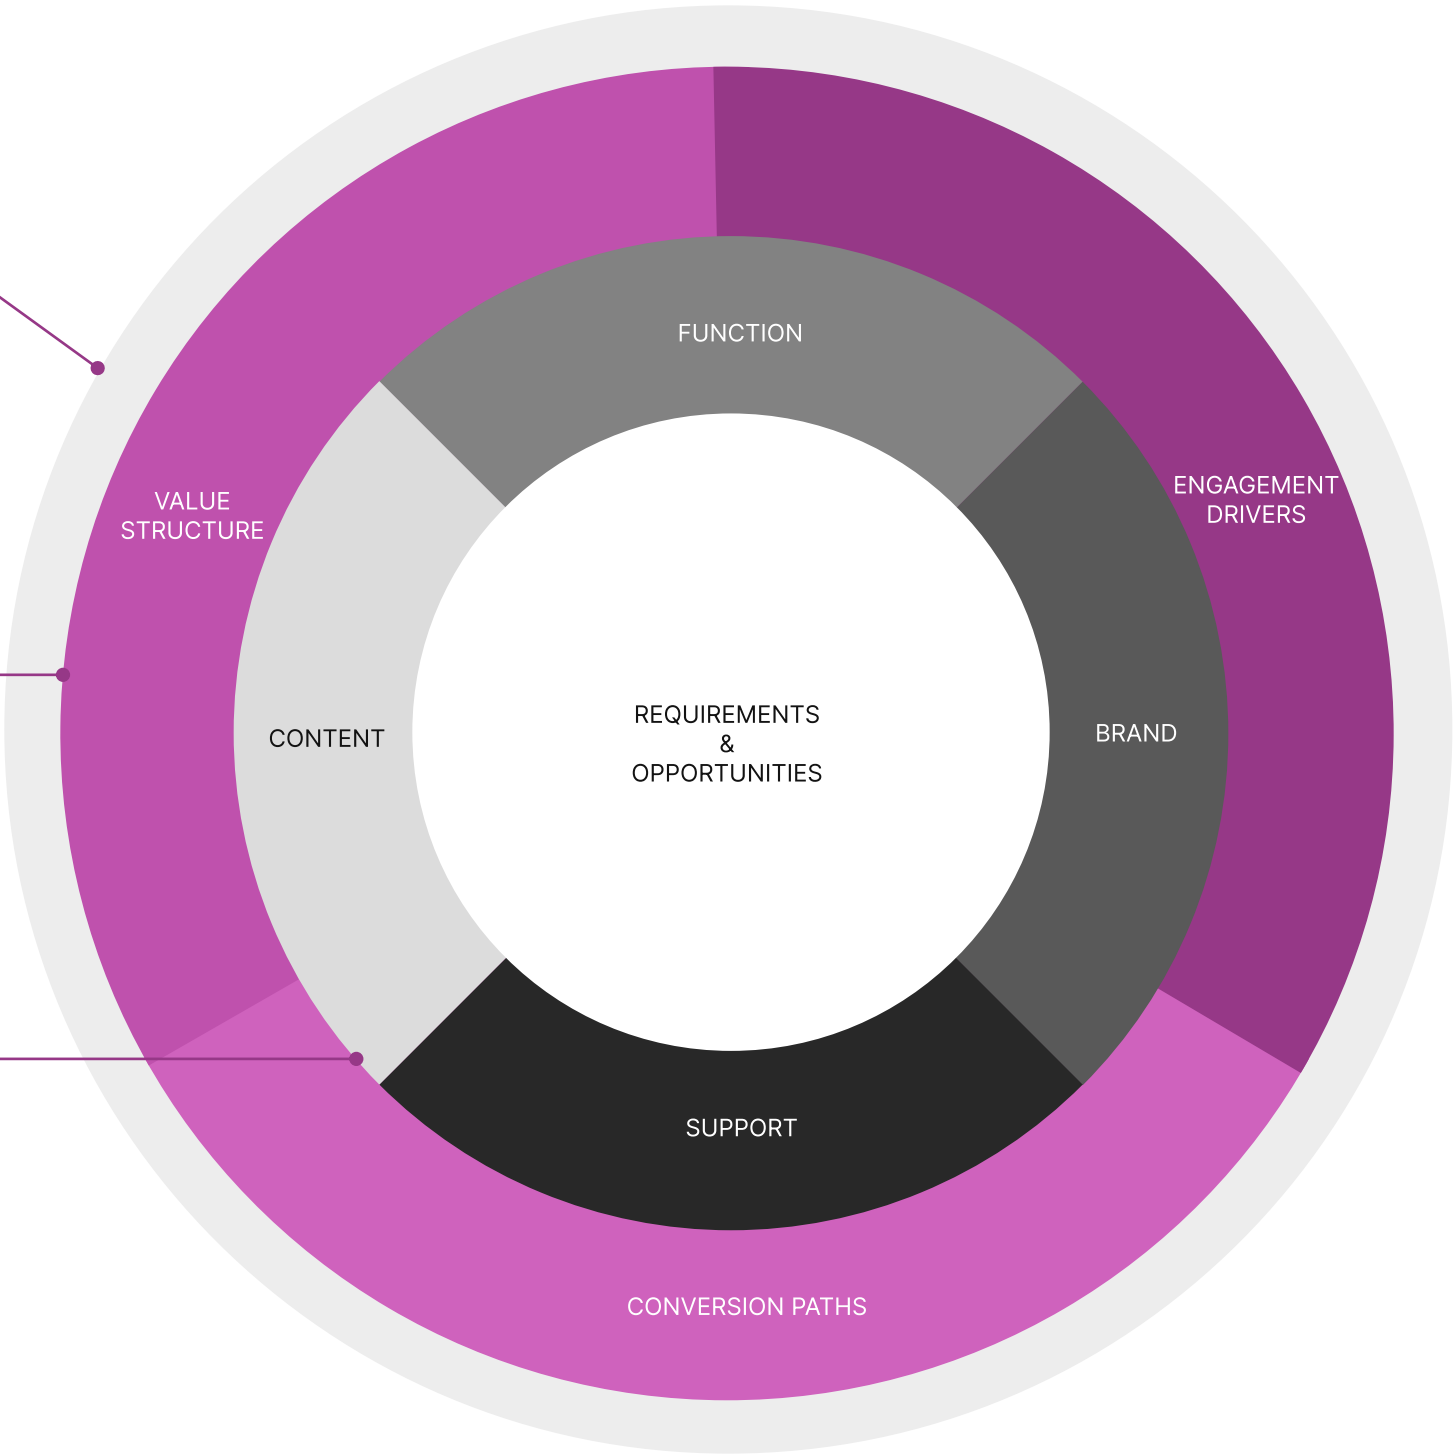 FUNCTION
VALUE
STRUCTURE
ENGAGEMENT
DRIVERS
CONTENT
REQUIREMENTS
&
OPPORTUNITIES
BRAND
SUPPORT
CONVERSION PATHS